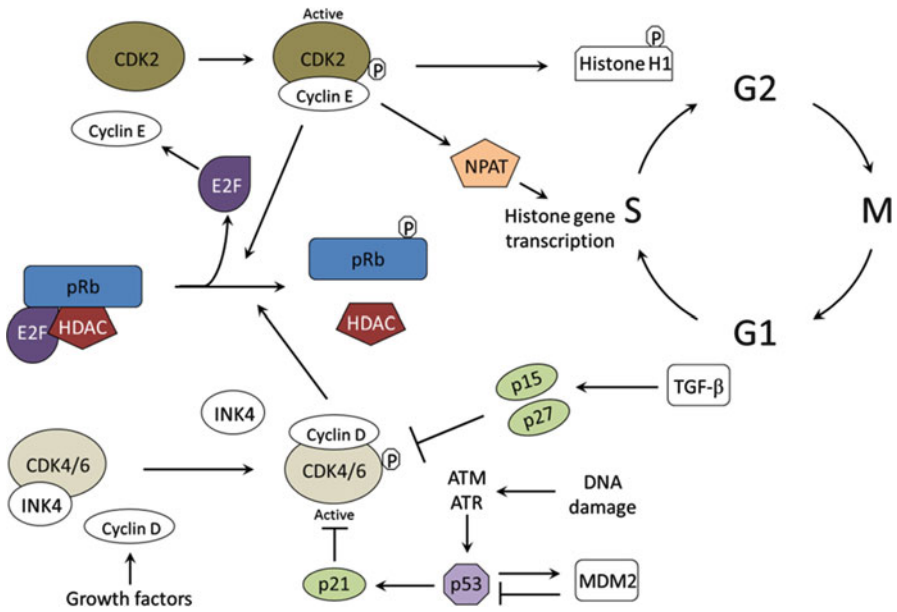 Active
CDK2
CDK2
P
Cyclin E
Histone H1
P
G2
Cyclin E
E2F
NPAT
Histone gene
transcription
S
M
P
pRb
pRb
E2F
HDAC
HDAC
G1
INK4
p15
p27
TGF-β
Cyclin D
CDK4/6
P
Active
CDK4/6
INK4
Cyclin D
Growth factors
ATM
ATR
DNA
damage
p21
p53
MDM2